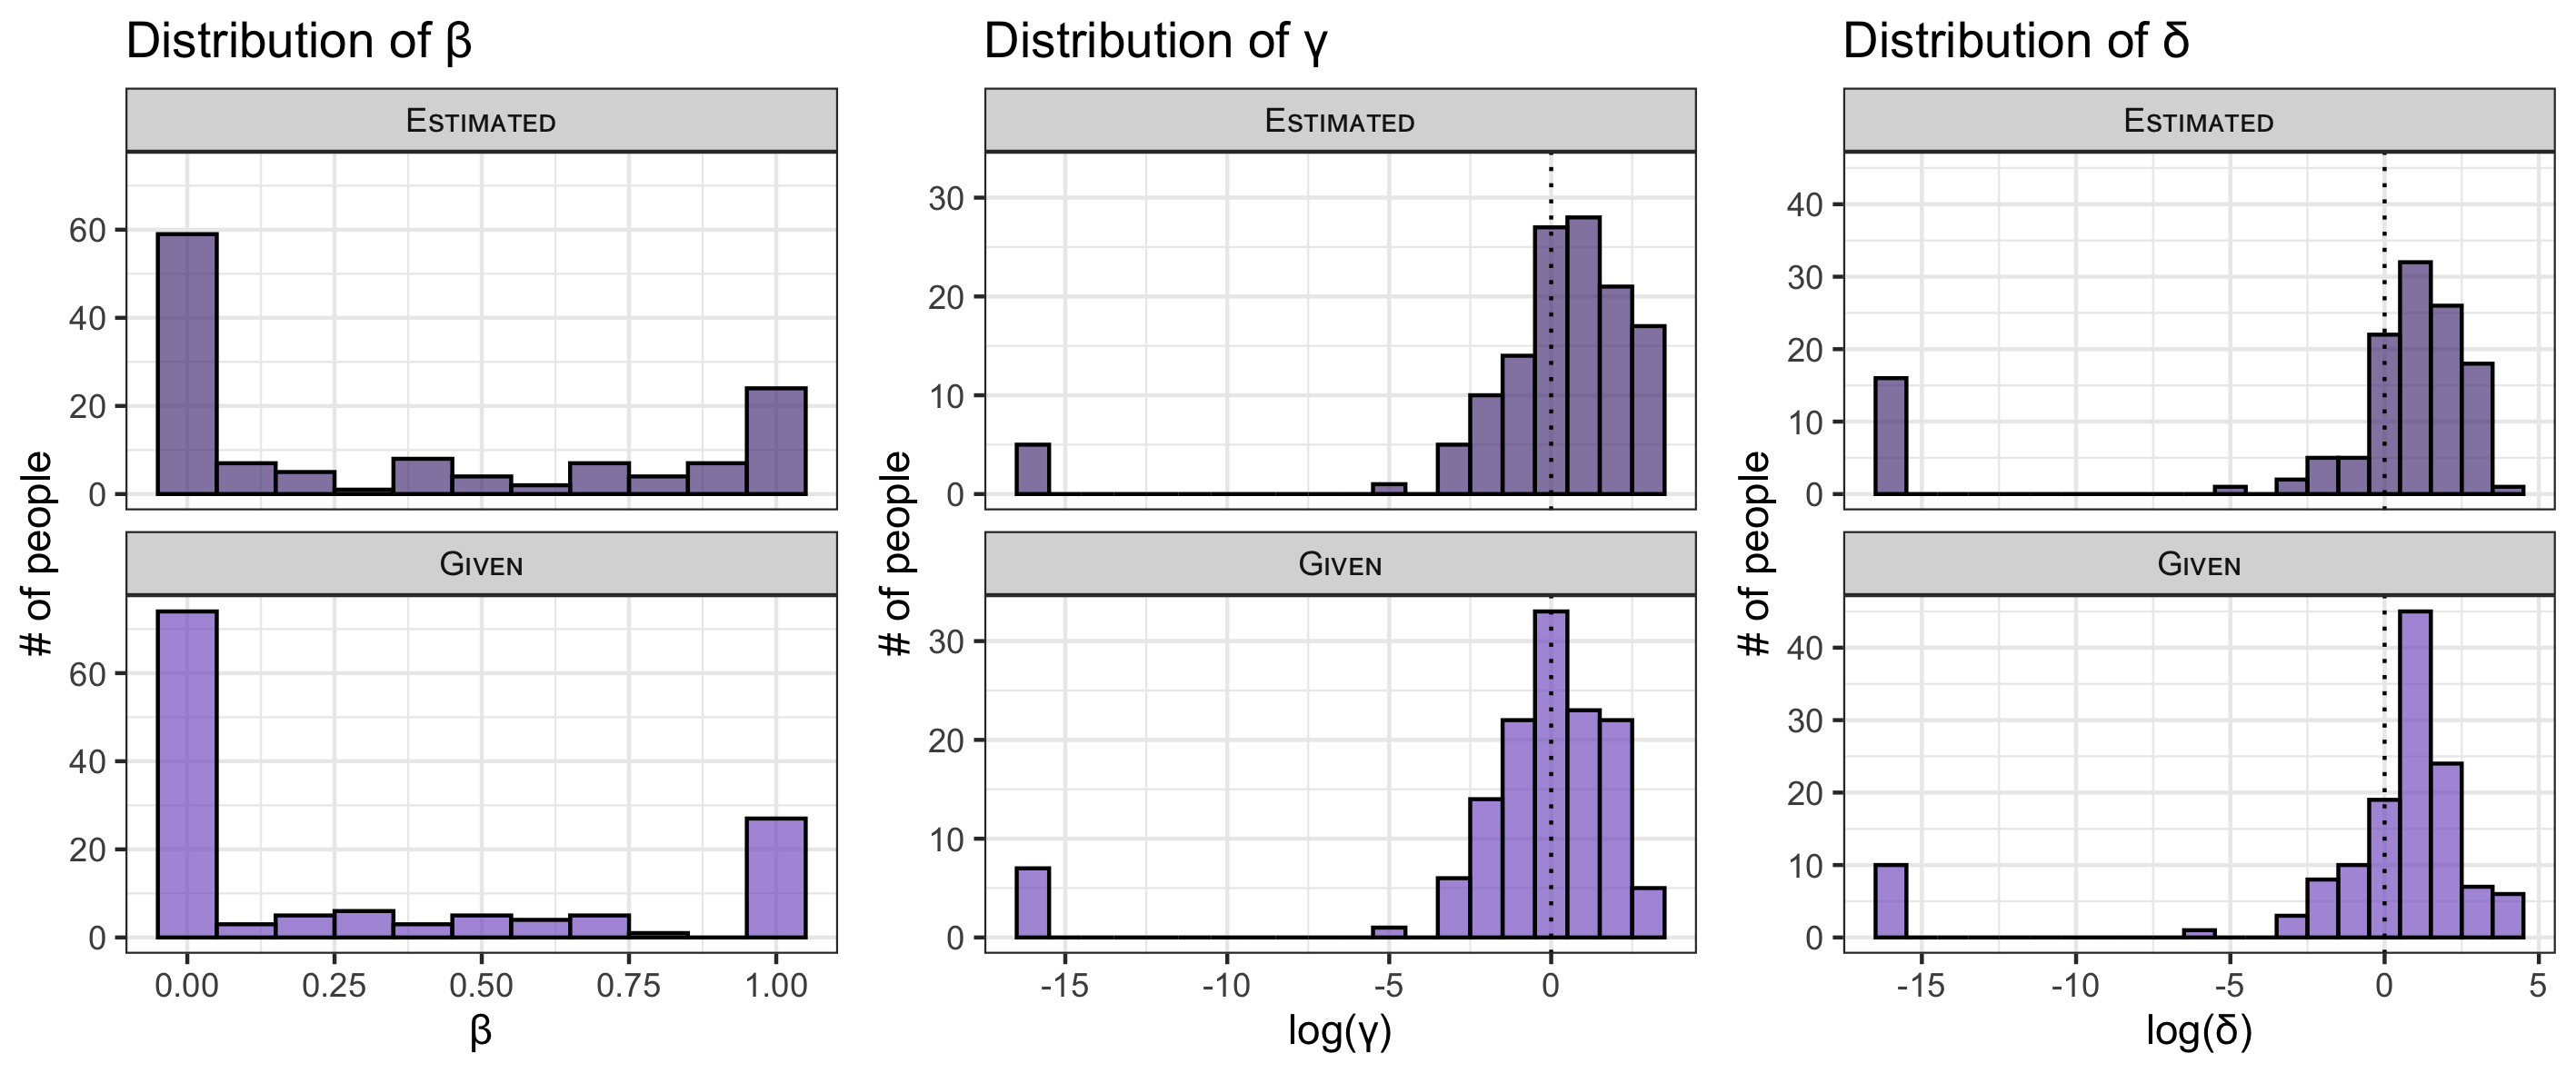 Distribution of β
Estimated
# of people
60
40
20
0
Given
60
40
20
0
0.00 0.25 0.50 0.75 1.00
β
Distribution of γ
Estimated
# of people
30
20
10
0
Given
30
20
10
0
-15 -10 -5 0
log(γ)
Distribution of δ
Estimated
# of people
40
30
20
10
0
Given
40
30
20
10
0
-15 -10 -5 0 5
log(δ)